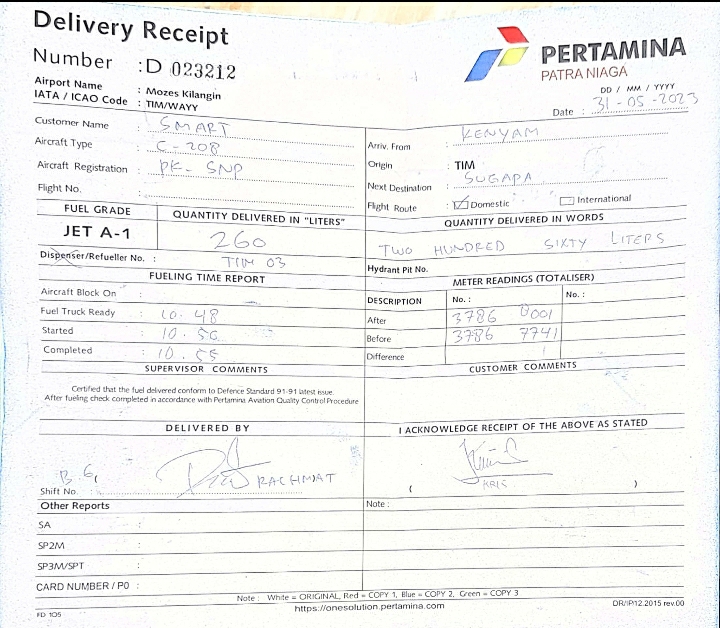 Delivery Receipt
Number : D 023212
PERTAMINA
PATRA NIAGA
Airport Name : Mozes Kilangin
IATA / ICAO Code : TIM/WAYY
DD / MM / YYYY
Date : 31-05-2023
Customer Name : SMART
Arriv. From : KENYAM
Aircraft Type : C-208
Origin : TIM
Aircraft Registration : PK-SNP
Next Destination : SUGAPA
Flight No. :
Flight Route : Domestic International
FUEL GRADE
QUANTITY DELIVERED IN "LITERS"
QUANTITY DELIVERED IN WORDS
JET A-1
260
TWO HUNDRED SIXTY LITERS
Dispenser/Refueller No. : TIM 03
Hydrant Pit No.
FUELING TIME REPORT
METER READINGS (TOTALISER)
Aircraft Block On :
DESCRIPTION No. : No. :
Fuel Truck Ready : 10.48
After 3786 8001
Started : 10.50
Before 3786 7741
Completed : 10.55
Difference
SUPERVISOR COMMENTS
CUSTOMER COMMENTS
Certified that the fuel delivered conform to Defence Standard 91-91 latest issue.
After fueling check completed in accordance with Pertamina Aviation Quality Control Procedure
DELIVERED BY
I ACKNOWLEDGE RECEIPT OF THE ABOVE AS STATED
RACHMAT
KRIS
Shift No. ( )
Other Reports
Note :
SA :
SP2M :
SP3M/SPT :
CARD NUMBER / PO :
Note : White = ORIGINAL, Red = COPY 1, Blue = COPY 2, Green = COPY 3
FD 105
https://onesolution.pertamina.com
DR/IP12.2015 rev.00